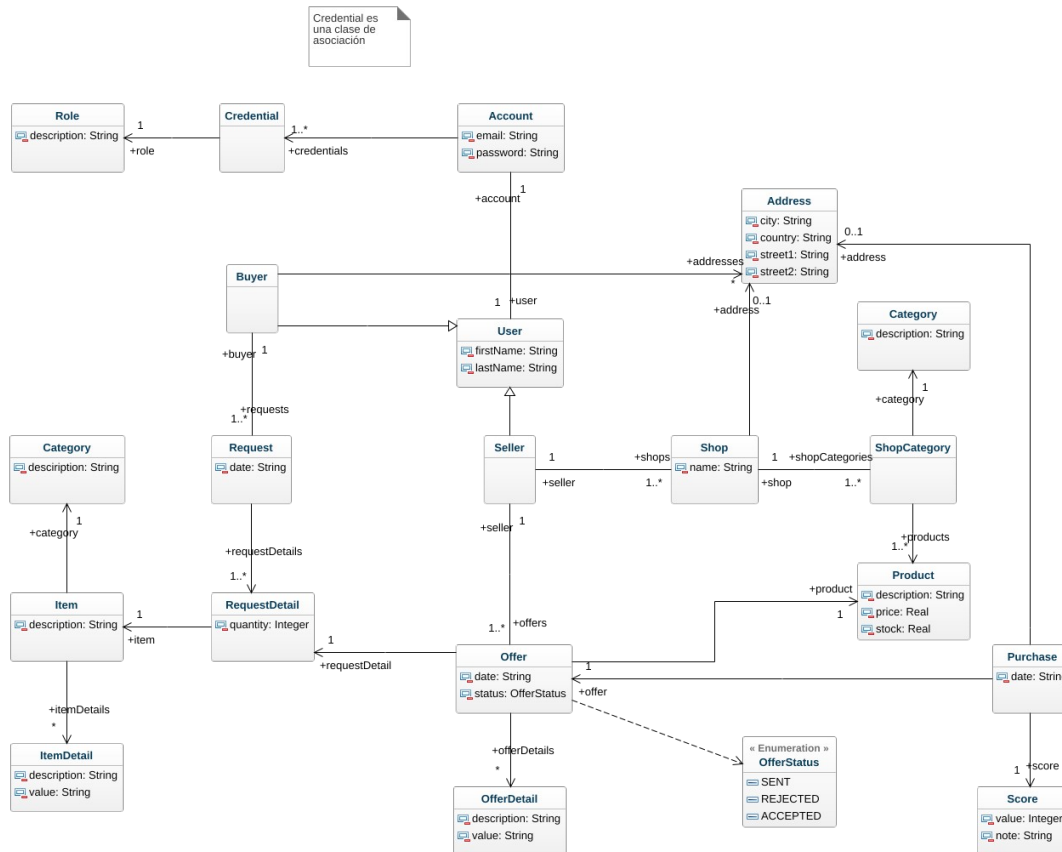 Credential es
una clase de
asociación
Role
description: String
1
+role
Credential
1..*
+credentials
Account
email: String
password: String
1
+account
Address
city: String
country: String
street1: String
street2: String
0..1
+address
+addresses
*
0..1
+address
Buyer
1 +user
User
firstName: String
lastName: String
+buyer 1
+requests
1..*
Category
description: String
1
+category
Category
desciription: String
1
+category
Request
date: String
+requestDetails
1..*
Seller
1
+seller
+shops
1..*
Shop
name: String
1
+shop
+shopCategories
1..*
ShopCategory
+products
1..*
+seller 1
1..*
+offers
Item
description: String
1
+item
RequestDetail
quantity: Integer
1
+requestDetail
Product
description: String
price: Real
stock: Real
+product
1
Offer
date: String
status: OfferStatus
1
+offer
Purchase
date: Strin
+itemDetails
*
ItemDetail
description: String
value: String
+offerDetails
*
OfferDetail
description: String
value: String
« Enumeration »
OfferStatus
SENT
REJECTED
ACCEPTED
1 +score
Score
value: Integer
note: String